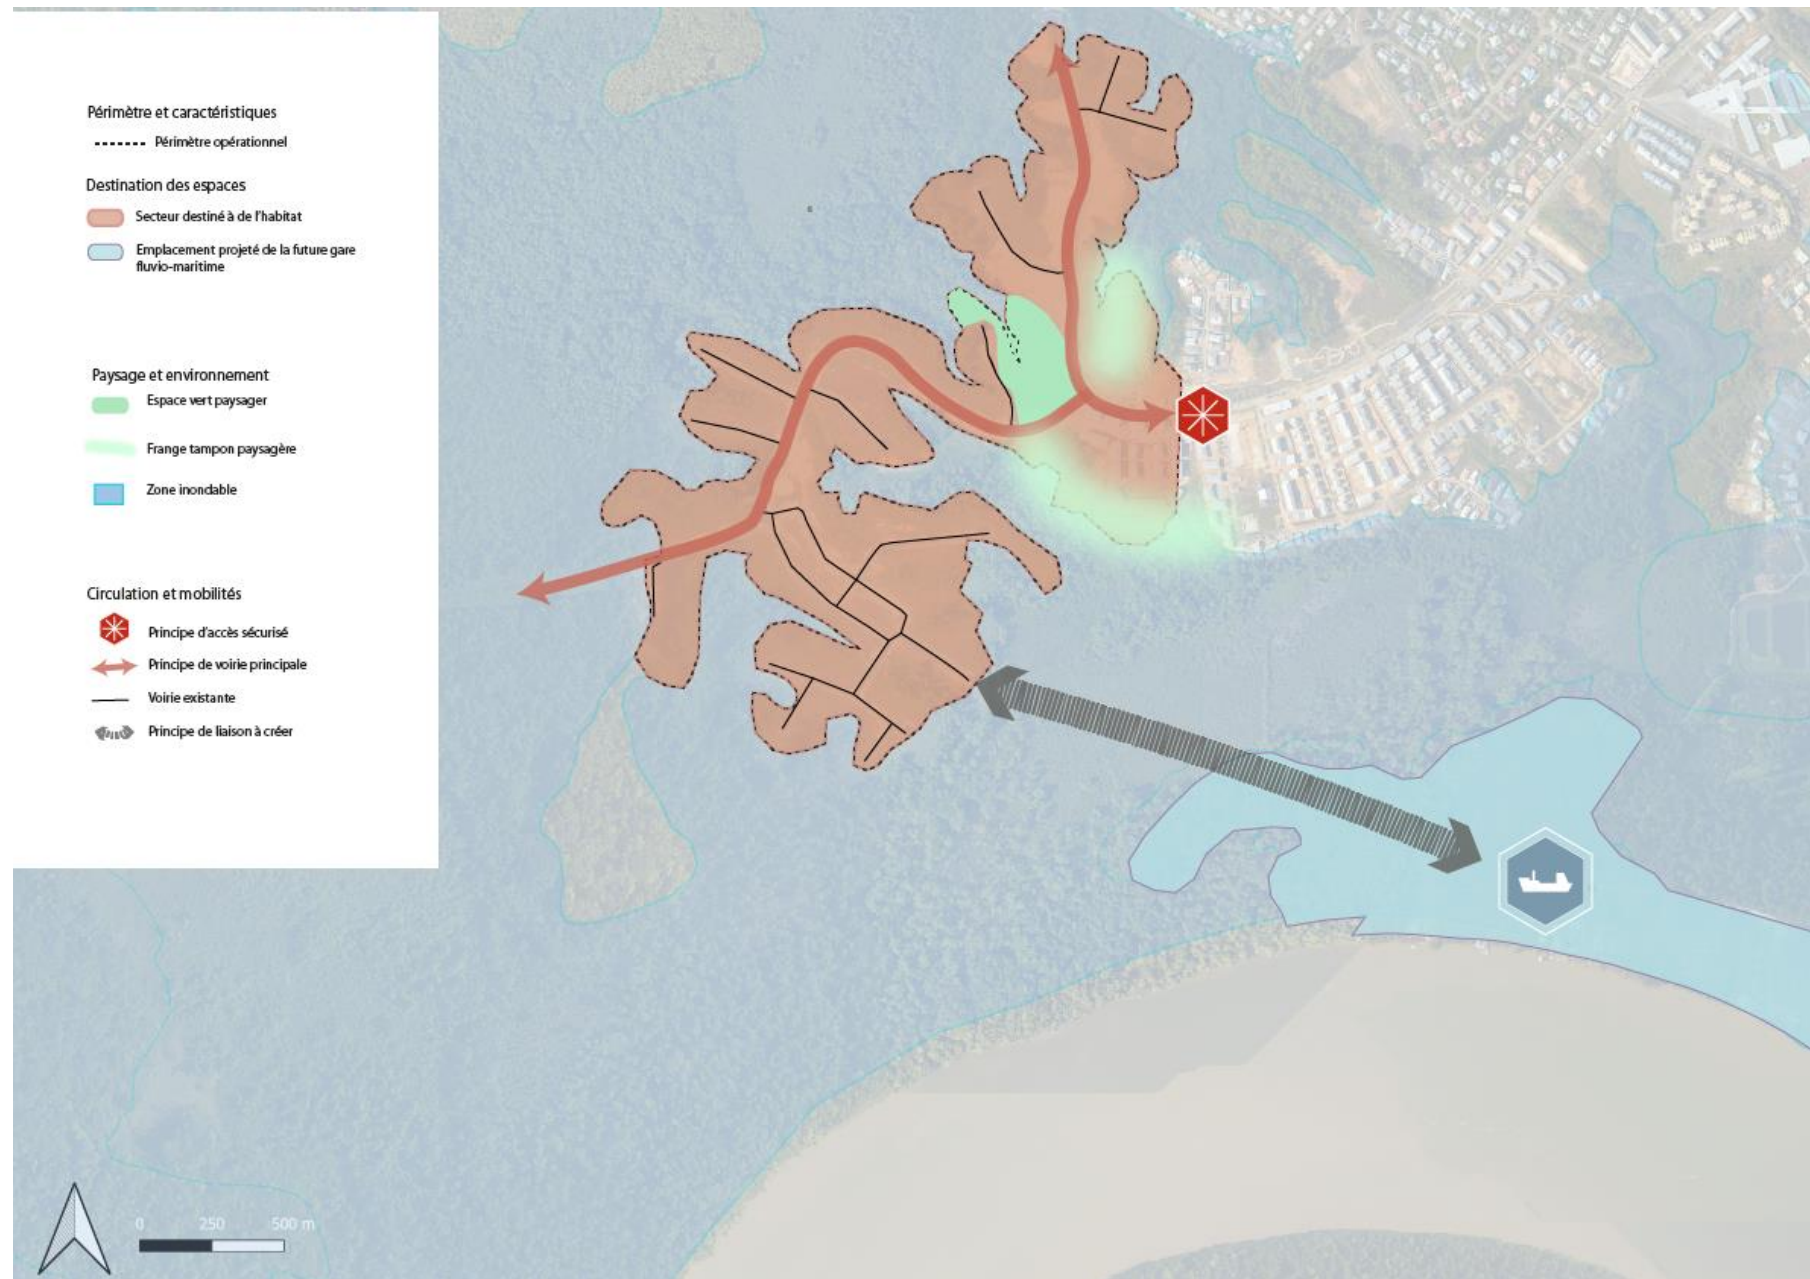 Périmètre et caractéristiques
Périmètre opérationnel
Destination des espaces
Secteur destiné à de l'habitat
Emplacement projeté de la future gare
fluvio-maritime
Paysage et environnement
Espace vert paysager
Frange tampon paysagère
Zone inondable
Circulation et mobilités
Principe d'accès sécurisé
Principe de voirie principale
Voirie existante
Principe de liaison à créer
0 250 500 m